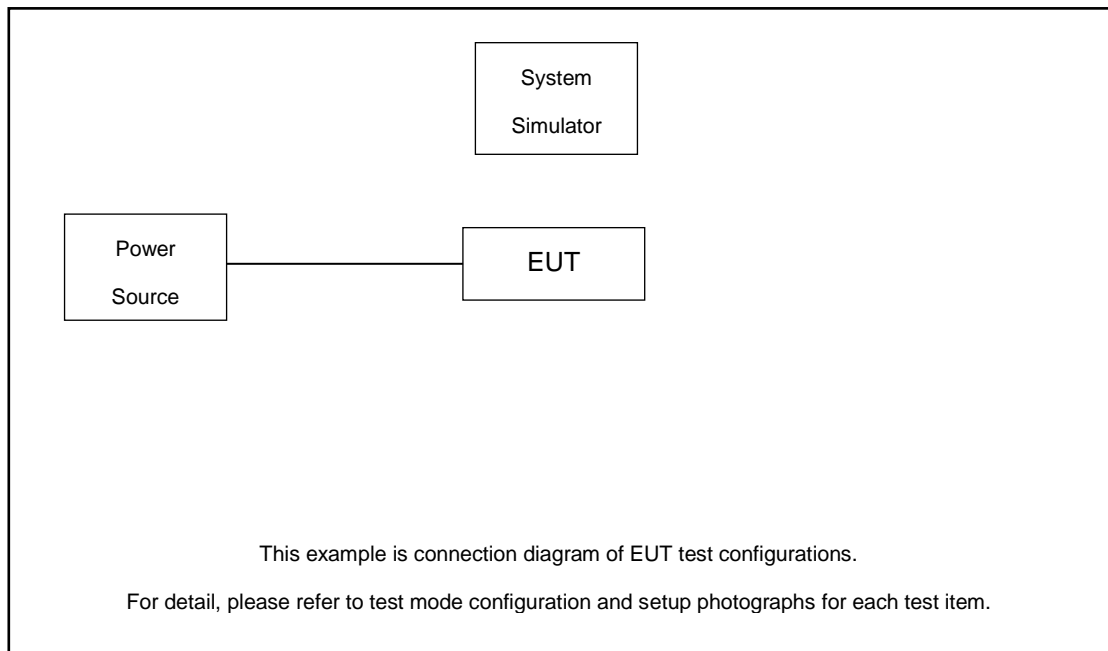 System
Simulator
Power
Source
EUT
This example is connection diagram of EUT test configurations.
For detail, please refer to test mode configuration and setup photographs for each test item.